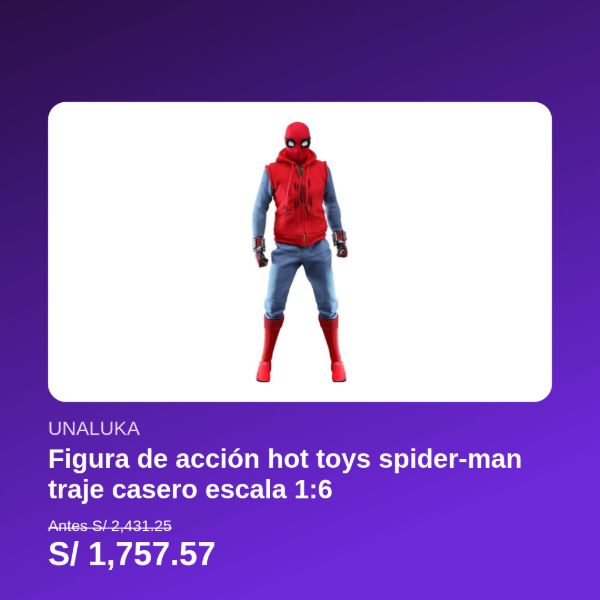 UNALUKA
Figura de acción hot toys spider-man
traje casero escala 1:6
Antes S/ 2,431.25
S/ 1,757.57